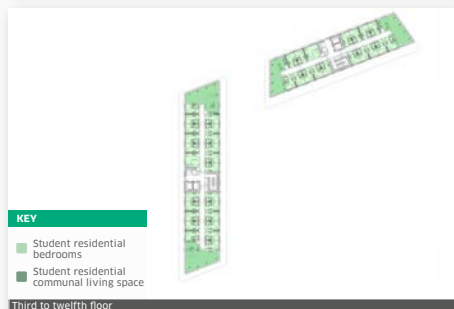 KEY
Student residential
bedrooms
Student residential
communal living space
Third to twelfth floor